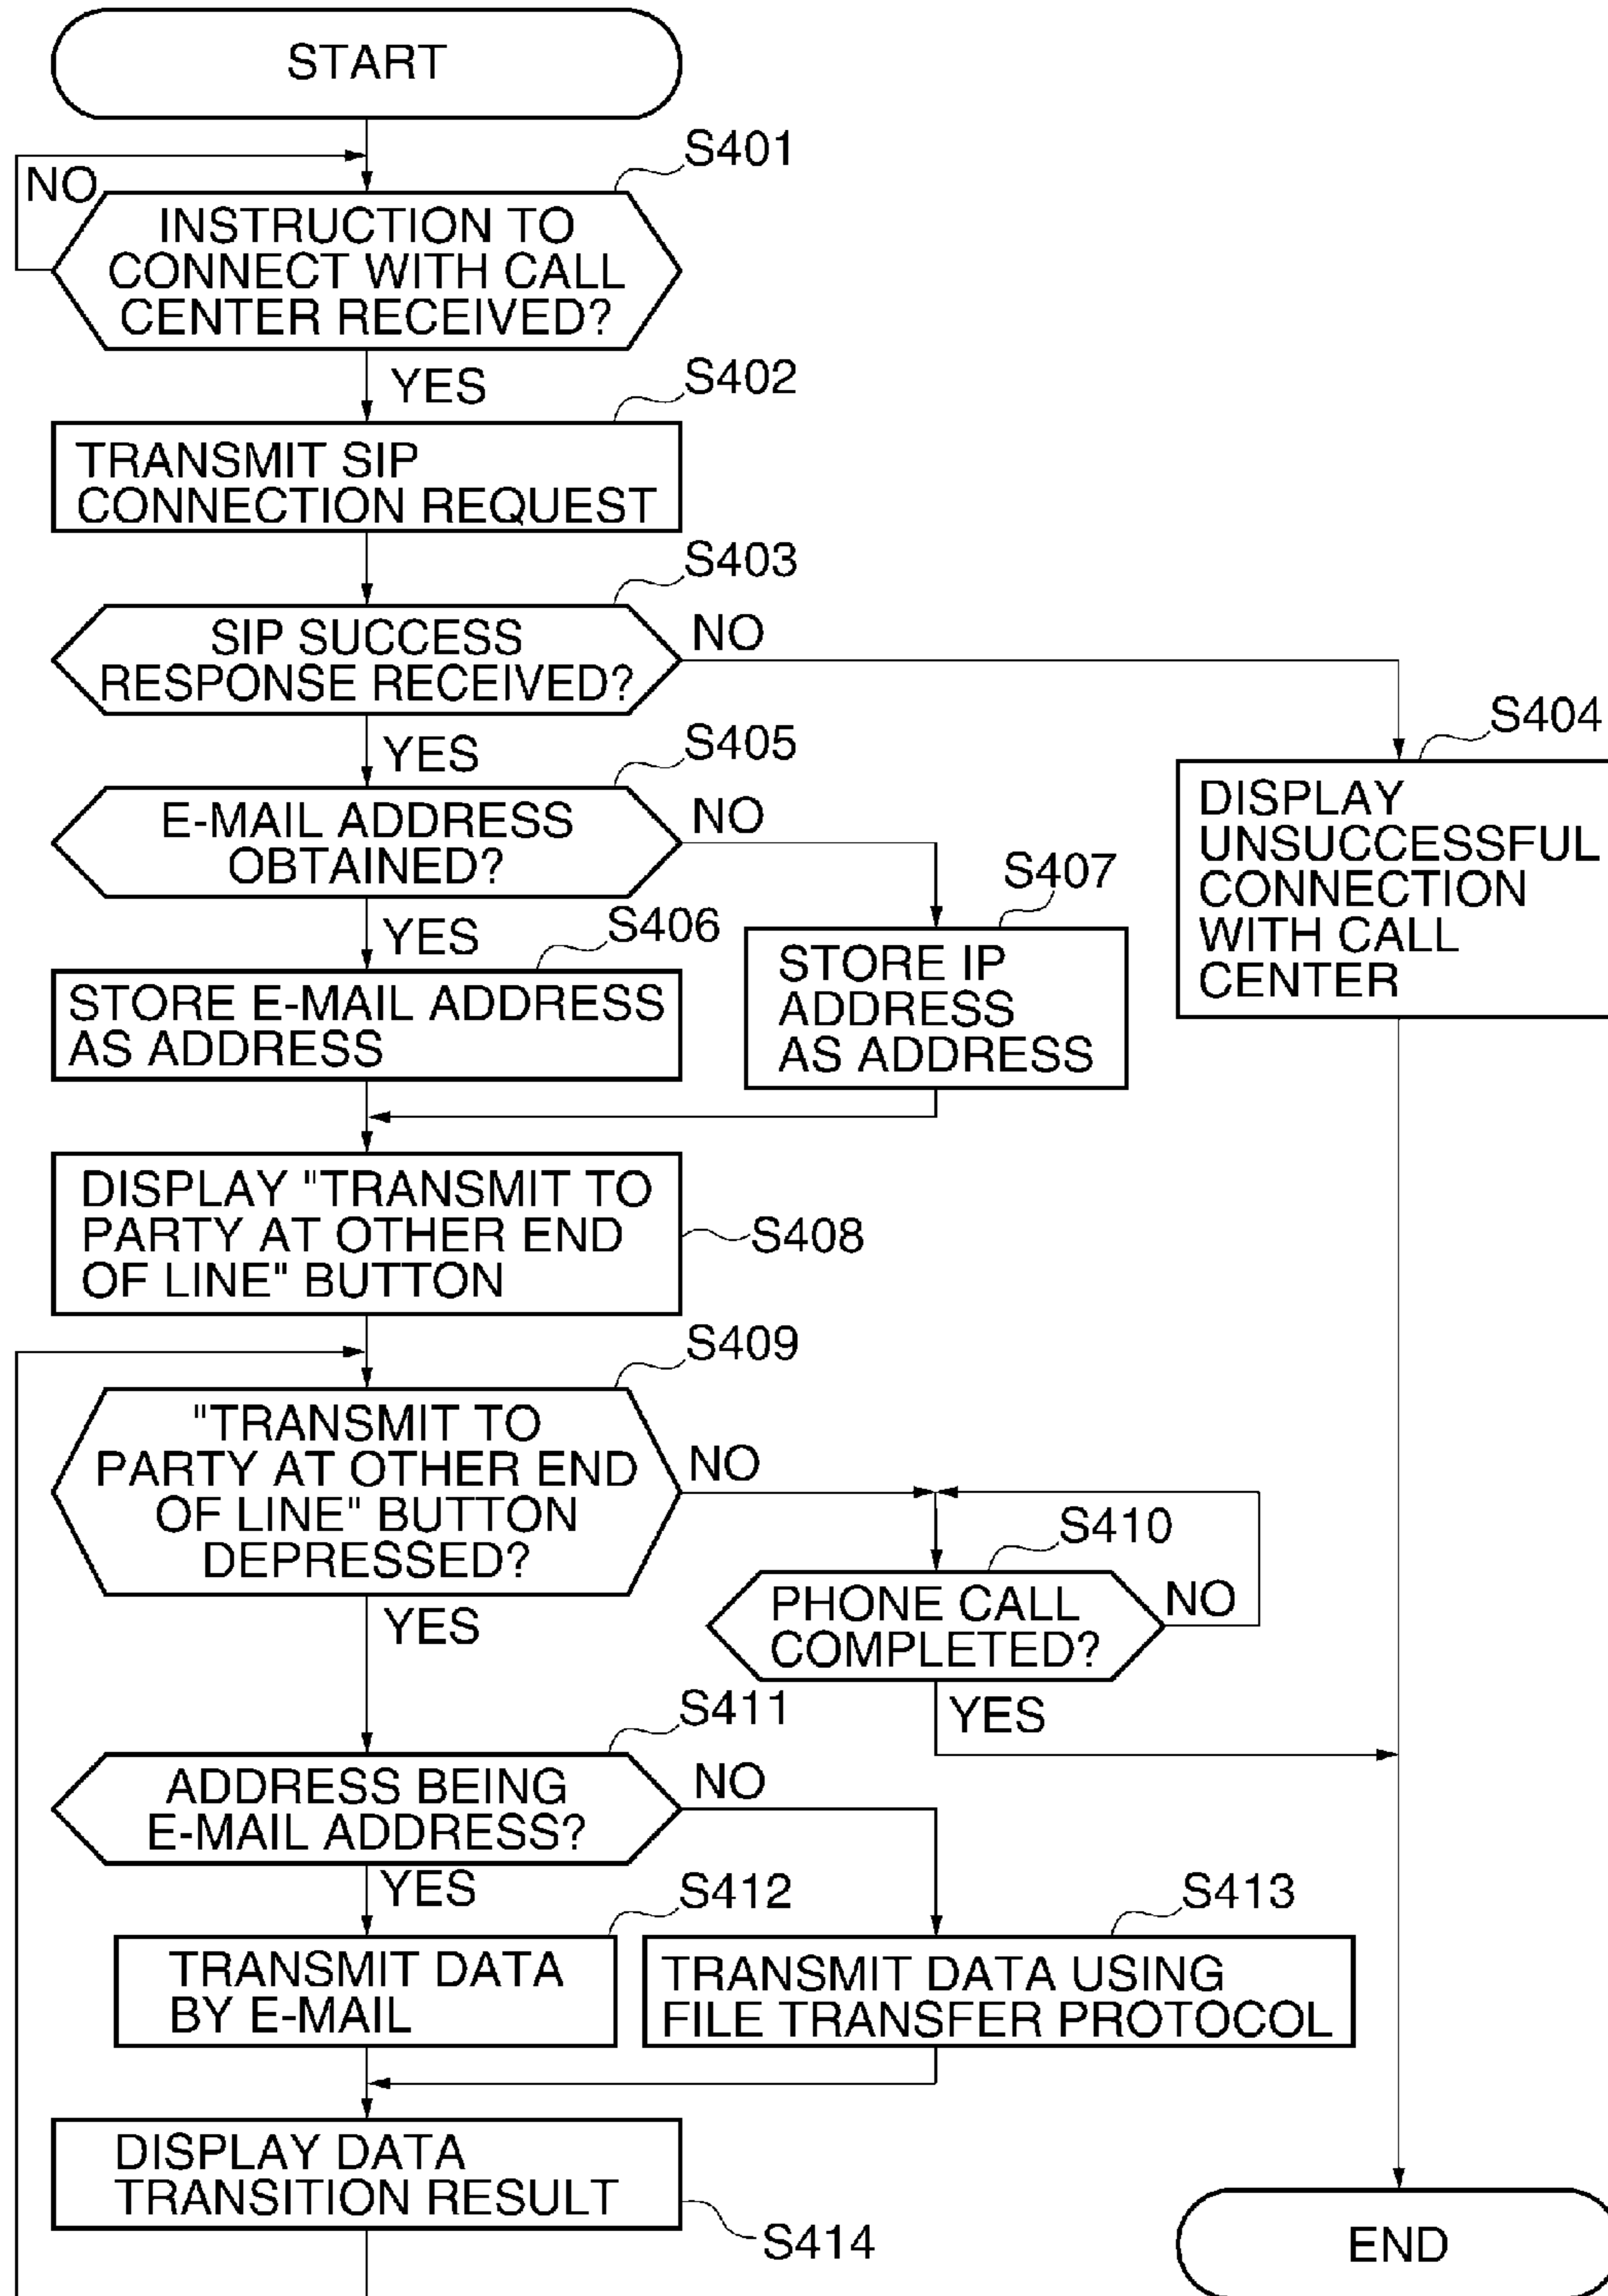 START
NO
S401
INSTRUCTION TO
CONNECT WITH CALL
CENTER RECEIVED?
YES
S402
TRANSMIT SIP
CONNECTION REQUEST
S403
SIP SUCCESS
RESPONSE RECEIVED?
NO
YES
S404
DISPLAY
UNSUCCESSFUL
CONNECTION
WITH CALL
CENTER
S405
E-MAIL ADDRESS
OBTAINED?
NO
YES
S406
STORE E-MAIL ADDRESS
AS ADDRESS
S407
STORE IP
ADDRESS
AS ADDRESS
DISPLAY "TRANSMIT TO
PARTY AT OTHER END
OF LINE" BUTTON
S408
S409
"TRANSMIT TO
PARTY AT OTHER END
OF LINE" BUTTON
DEPRESSED?
NO
YES
S410
PHONE CALL
COMPLETED?
NO
YES
S411
ADDRESS BEING
E-MAIL ADDRESS?
NO
YES
S412
TRANSMIT DATA
BY E-MAIL
S413
TRANSMIT DATA USING
FILE TRANSFER PROTOCOL
DISPLAY DATA
TRANSITION RESULT
S414
END